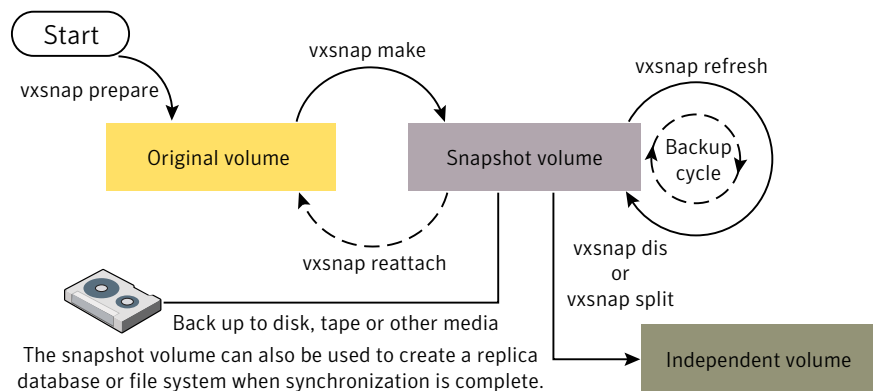 Start
vxsnap prepare
vxsnap make
vxsnap refresh
Original volume
Snapshot volume
Backup
cycle
vxsnap reattach
vxsnap dis
or
vxsnap split
Back up to disk, tape or other media
The snapshot volume can also be used to create a replica
database or file system when synchronization is complete.
Independent volume